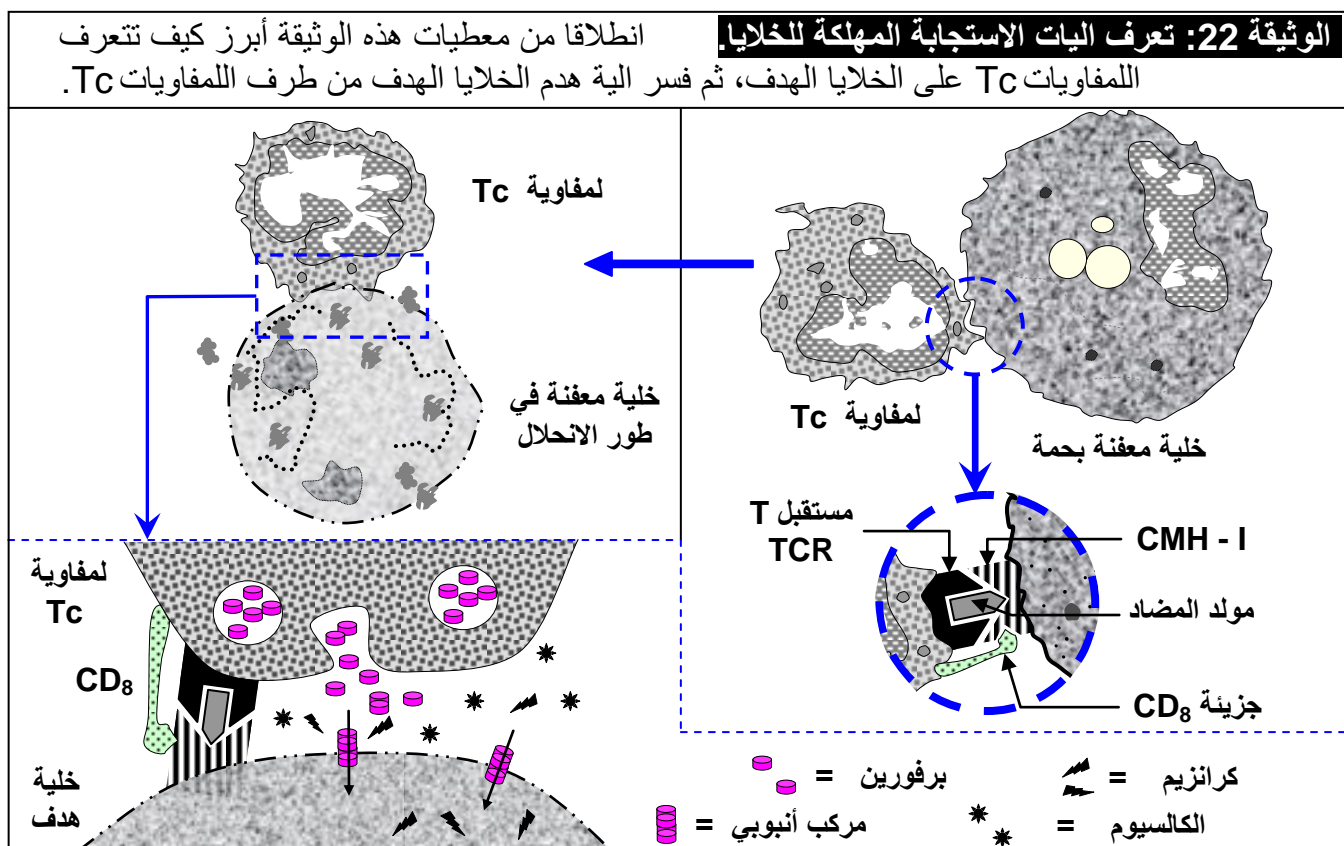 الوثيقة 22: تعرف اليات الاستجابة المهلكة للخلايا. انطلاقا من معطيات هذه الوثيقة أبرز كيف تتعرف
اللمفاويات Tc على الخلايا الهدف، ثم فسر الية هدم الخلايا الهدف من طرف اللمفاويات Tc.
لمفاوية Tc
خلية معفنة بحمة
مستقبل T
TCR
CMH - I
مولد المضاد
جزيئة CD8
لمفاوية Tc
خلية معفنة في
طور الانحلال
لمفاوية
Tc
CD8
خلية
هدف
كرانزيم =
برفورين =
الكالسيوم =
مركب أنبوبي =